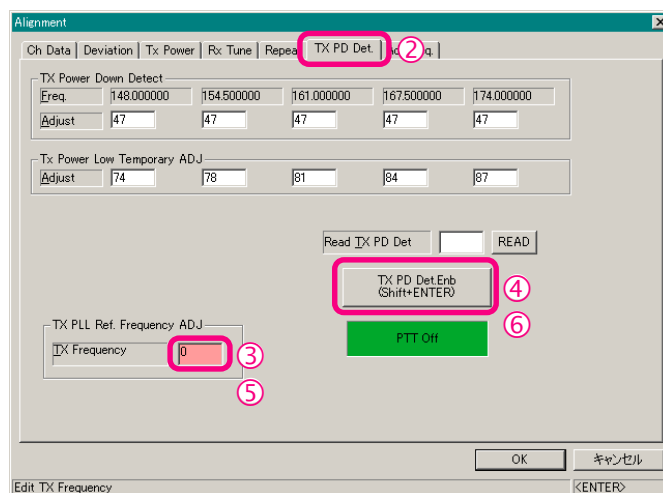 Alignment
Ch Data Deviation Tx Power Rx Tune Repea TX PD Det. ②
TX Power Down Detect
Freq. 148.000000 154.500000 161.000000 167.500000 174.000000
Adjust 47 47 47 47 47
Tx Power Low Temporary ADJ
Adjust 74 78 81 84 87
Read TX PD Det READ
TX PD Det.Enb
(Shift+ENTER)
④
⑥
PTT Off
TX PLL Ref. Frequency ADJ
TX Frequency 0 ③
⑤
OK キャンセル
Edit TX Frequency <ENTER>